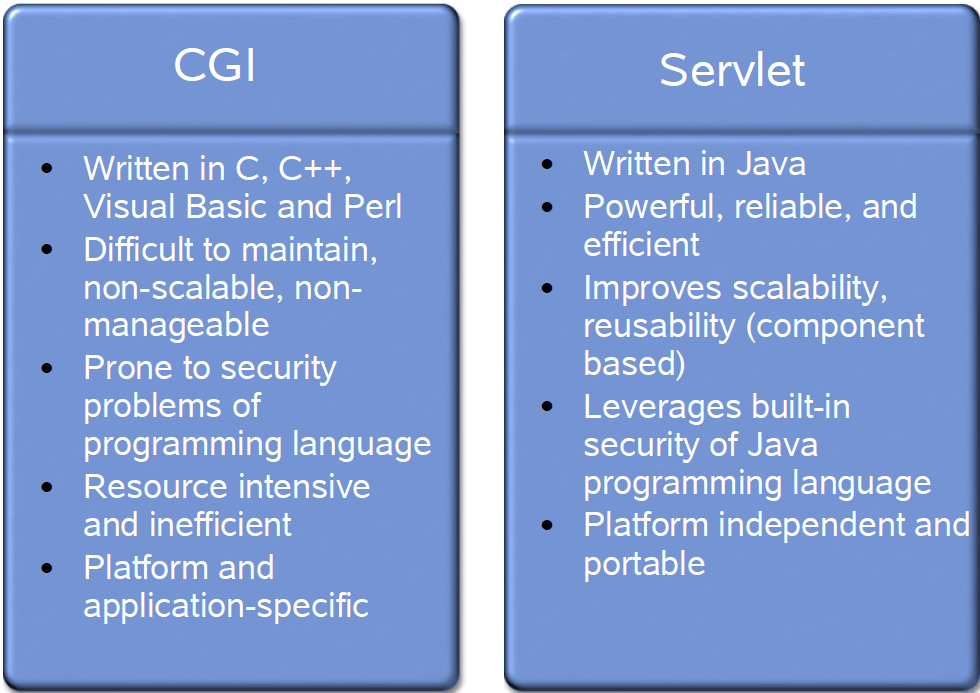 CGI
• Written in C, C++,
Visual Basic and Perl
• Difficult to maintain,
non-scalable, non-
manageable
• Prone to security
problems of
programming language
• Resource intensive
and inefficient
• Platform and
application-specific
Servlet
• Written in Java
• Powerful, reliable, and
efficient
• Improves scalability,
reusability (component
based)
• Leverages built-in
security of Java
programming language
• Platform independent and
portable